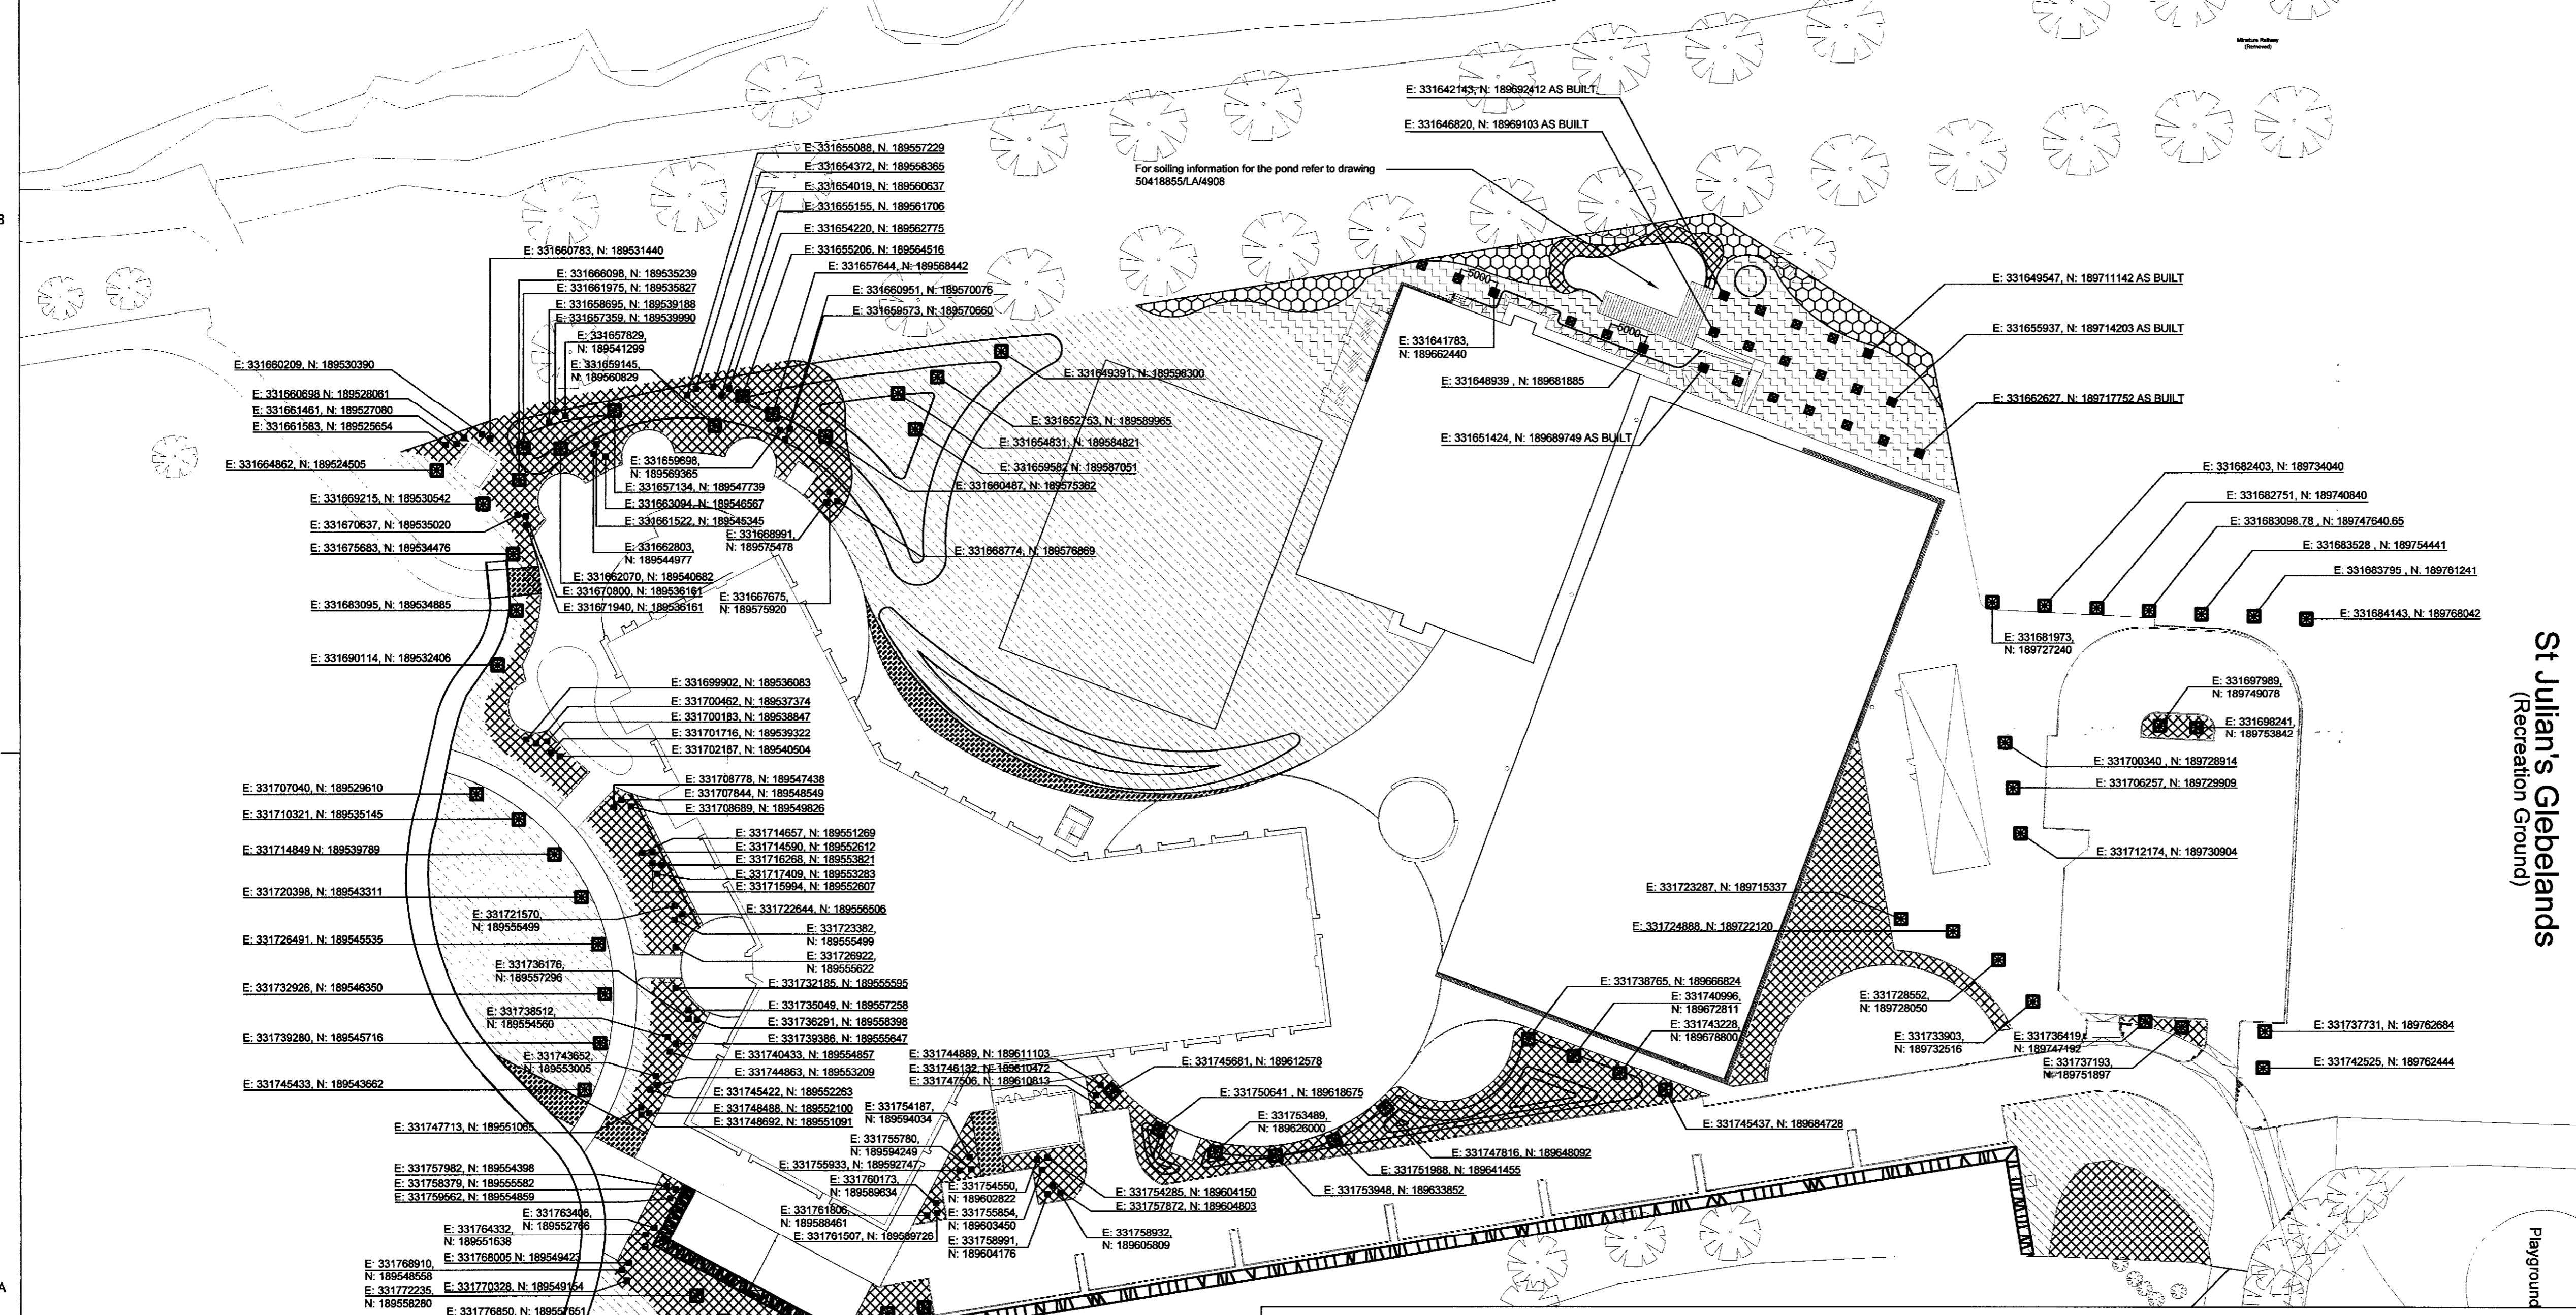 Minature Railway
(Removed)
E: 331642143, N: 189692412 AS BUILT
E: 331646820, N: 18969103 AS BUILT
For soiling information for the pond refer to drawing
50418855/LA/4908
E: 331655088, N. 189557229
E: 331654372, N: 189558365
E: 331654019, N: 189560637
E: 331655155, N: 189561706
E: 331654220, N: 189562775
E: 331655206, N: 189564516
E: 331657644, N: 189568442
E: 331660951, N: 189570076
E: 331659573, N: 189570660
B
E: 331660783, N: 189531440
E: 331666098, N: 189535239
E: 331661975, N: 189535827
E: 331658695, N: 189539188
E: 331657359, N: 189539990
E: 331657829,
N: 189541299
E: 331659145,
N: 189560829
E: 331660209, N: 189530390
E: 331660698 N: 189528061
E: 331661461, N: 189527080
E: 331661583, N: 189525654
E: 331664862, N: 189524505
E: 331669215, N: 189530542
E: 331670637, N: 189535020
E: 331675683, N: 189534476
E: 331683095, N: 189534885
E: 331690114, N: 189532406
E: 331659698,
N: 189569365
E: 331657134, N: 189547739
E: 331663094, N: 189546567
E: 331661522, N: 189545345
E: 331668991,
N: 189575478
E: 331662803,
N: 189544977
E: 331662070, N: 189540682
E: 331670800, N: 189536161
E: 331671940, N: 189536161
E: 331667675,
N: 189575920
E: 331649391, N: 189598300
E: 331652753, N: 189589965
E: 331654831, N: 189584821
E: 331659582 N: 189587051
E: 331660487, N: 189575362
E: 331668774, N: 189576869
5000
5000
E: 331641783,
N: 189662440
E: 331648939 , N: 189681885
E: 331651424, N: 189689749 AS BUILT
E: 331649547, N: 189711142 AS BUILT
E: 331655937, N: 189714203 AS BUILT
E: 331662627, N: 189717752 AS BUILT
E: 331682403, N: 189734040
E: 331682751, N: 189740840
E: 331683098.78 , N: 189747640.65
E: 331683528 , N: 189754441
E: 331683795 , N: 189761241
E: 331684143, N: 189768042
E: 331681973,
N: 189727240
St Julian's Glebelands
(Recreation Ground)
E: 331697989,
N: 189749078
E: 331698241,
N: 189753842
E: 331700340 , N: 189728914
E: 331706257, N: 189729909
E: 331712174, N: 189730904
E: 331699902, N: 189536083
E: 331700462, N: 189537374
E: 331700183, N: 189538847
E: 331701716, N: 189539322
E: 331702167, N: 189540504
E: 331708778, N: 189547438
E: 331707844, N: 189548549
E: 331708689, N: 189549826
E: 331707040, N: 189529610
E: 331710321, N: 189535145
E: 331714849 N: 189539789
E: 331720398, N: 189543311
E: 331726491, N: 189545535
E: 331732926, N: 189546350
E: 331739280, N: 189545716
E: 331745433, N: 189543662
E: 331714657, N: 189551269
E: 331714590, N: 189552612
E: 331716268, N: 189553821
E: 331717409, N: 189553283
E: 331715994, N: 189552607
E: 331721570,
N: 189555499
E: 331722644, N: 189556506
E: 331723382,
N: 189555499
E: 331726922,
N: 189555622
E: 331736176,
N: 189557296
E: 331732185, N: 189555595
E: 331735049, N: 189557258
E: 331738512,
N: 189554560
E: 331736291, N: 189558398
E: 331739386, N: 189555647
E: 331743652,
N: 189553005
E: 331740433, N: 189554857
E: 331744863, N: 189553209
E: 331745422, N: 189552263
E: 331748488, N: 189552100
E: 331748692, N: 189551091
E: 331747713, N: 189551065
E: 331723287, N: 189715337
E: 331724888, N: 189722120
E: 331728552,
N: 189728050
E: 331733903,
N: 189732516
E: 331736419,
N: 189747192
E: 331737193,
N: 189751897
E: 331737731, N: 189762684
E: 331742525, N: 189762444
E: 331738765, N: 189666824
E: 331740996,
N: 189672811
E: 331743228,
N: 189678800
E: 331744889, N: 189611103
E: 331746132, N: 189610472
E: 331747506, N: 189610813
E: 331745681, N: 189612578
E: 331750641 , N: 189618675
E: 331753489,
N: 189626000
E: 331745437, N: 189684728
E: 331747816, N: 189648092
E: 331751988, N: 189641455
E: 331753948, N: 189633852
E: 331754187,
N: 189594034
E: 331755780,
N: 189594249
E: 331755933, N: 189592747
E: 331760173,
N: 189589634
E: 331761806,
N: 189588461
E: 331761507, N: 189589726
E: 331754550,
N: 189602822
E: 331755854,
N: 189603450
E: 331758991,
N: 189604176
E: 331754285, N: 189604150
E: 331757872, N: 189604803
E: 331758932,
N: 189605809
E: 331757982, N: 189554398
E: 331758379, N: 189555582
E: 331759562, N: 189554859
E: 331763408,
N: 189552766
E: 331764332,
N: 189551638
E: 331768005 N: 189549423
E: 331768910,
N: 189548558
E: 331770328, N: 189549154
E: 331772235,
N: 189558280
E: 331776850, N: 189557651
A
Playground